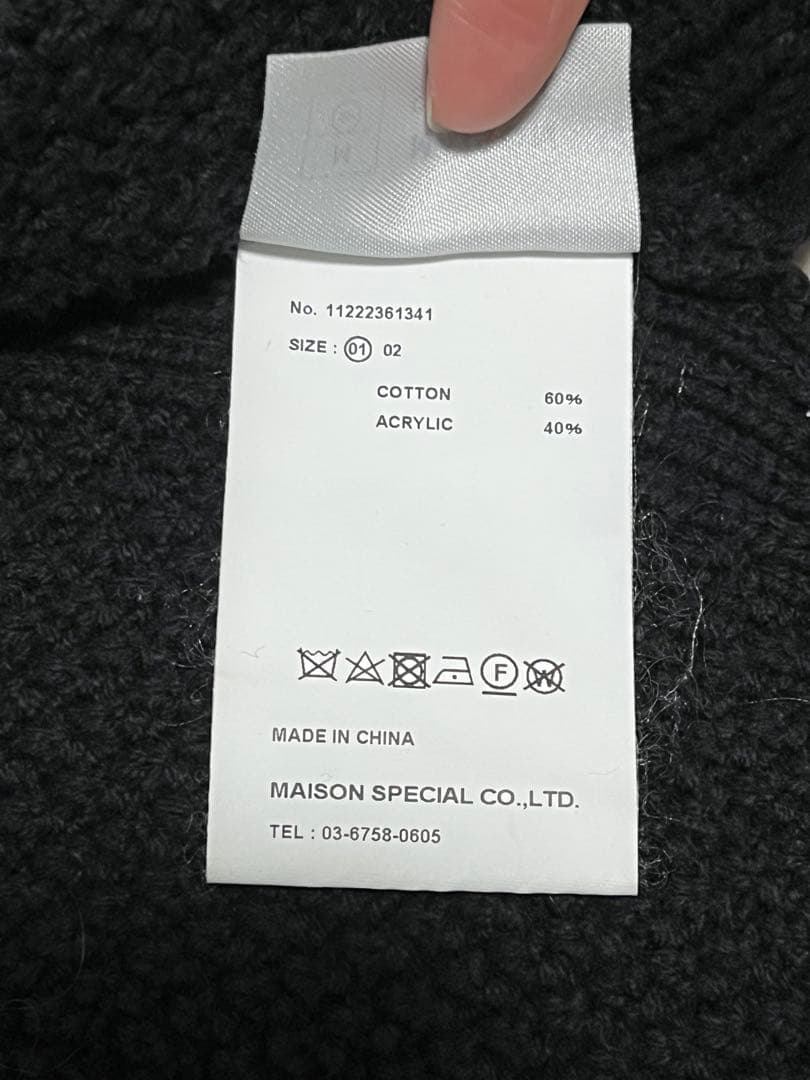 No. 11222361341
SIZE : 01 02
COTTON 60%
ACRYLIC 40%
F W
MADE IN CHINA
MAISON SPECIAL CO.,LTD.
TEL : 03-6758-0605